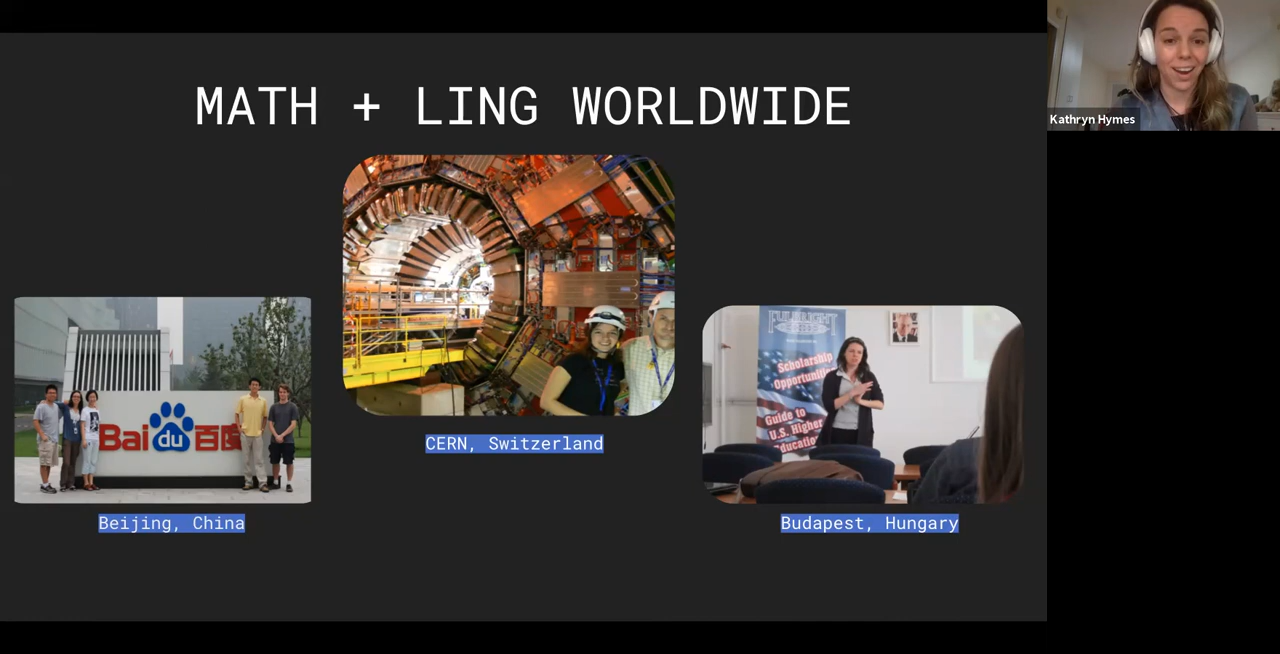 MATH + LING WORLDWIDE
Kathryn Hymes
Bai du 百度
CERN, Switzerland
FULBRIGHT
Scholarship
Opportunities
Guide to
U.S. Higher
Education
Beijing, China
Budapest, Hungary